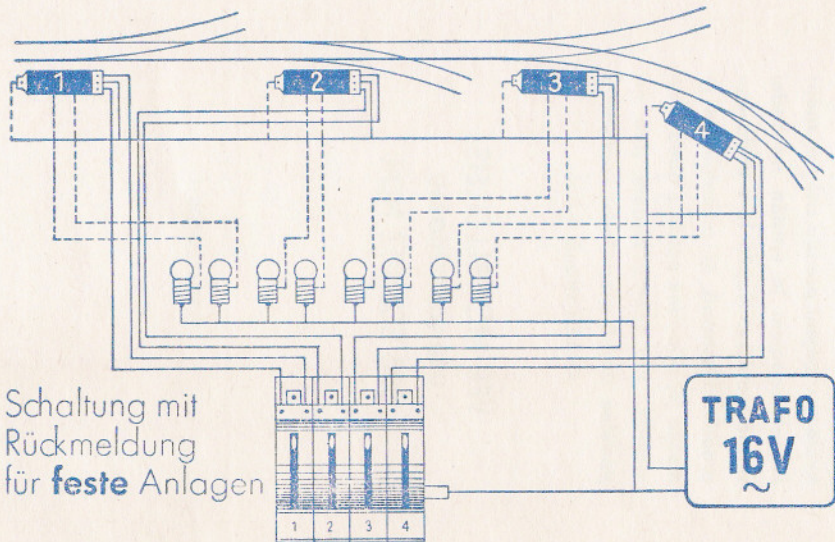 1
2
3
4
Schaltung mit
Rückmeldung
für feste Anlagen
TRAFO
16V
~
1 2 3 4